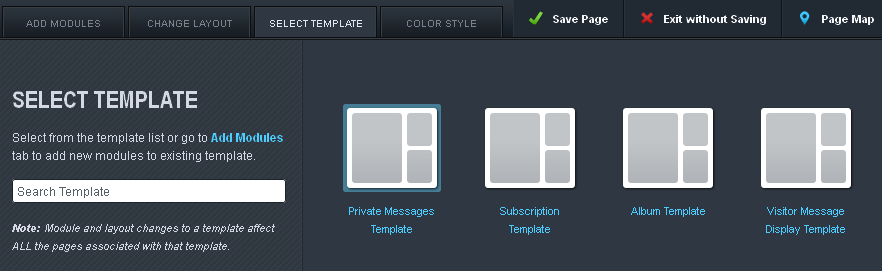 ADD MODULES
CHANGE LAYOUT
SELECT TEMPLATE
COLOR STYLE
Save Page
Exit without Saving
Page Map
SELECT TEMPLATE
Select from the template list or go to Add Modules
tab to add new modules to existing template.
Search Template
Note: Module and layout changes to a template affect
ALL the pages associated with that template.
Private Messages
Template
Subscription
Template
Album Template
Visitor Message
Display Template